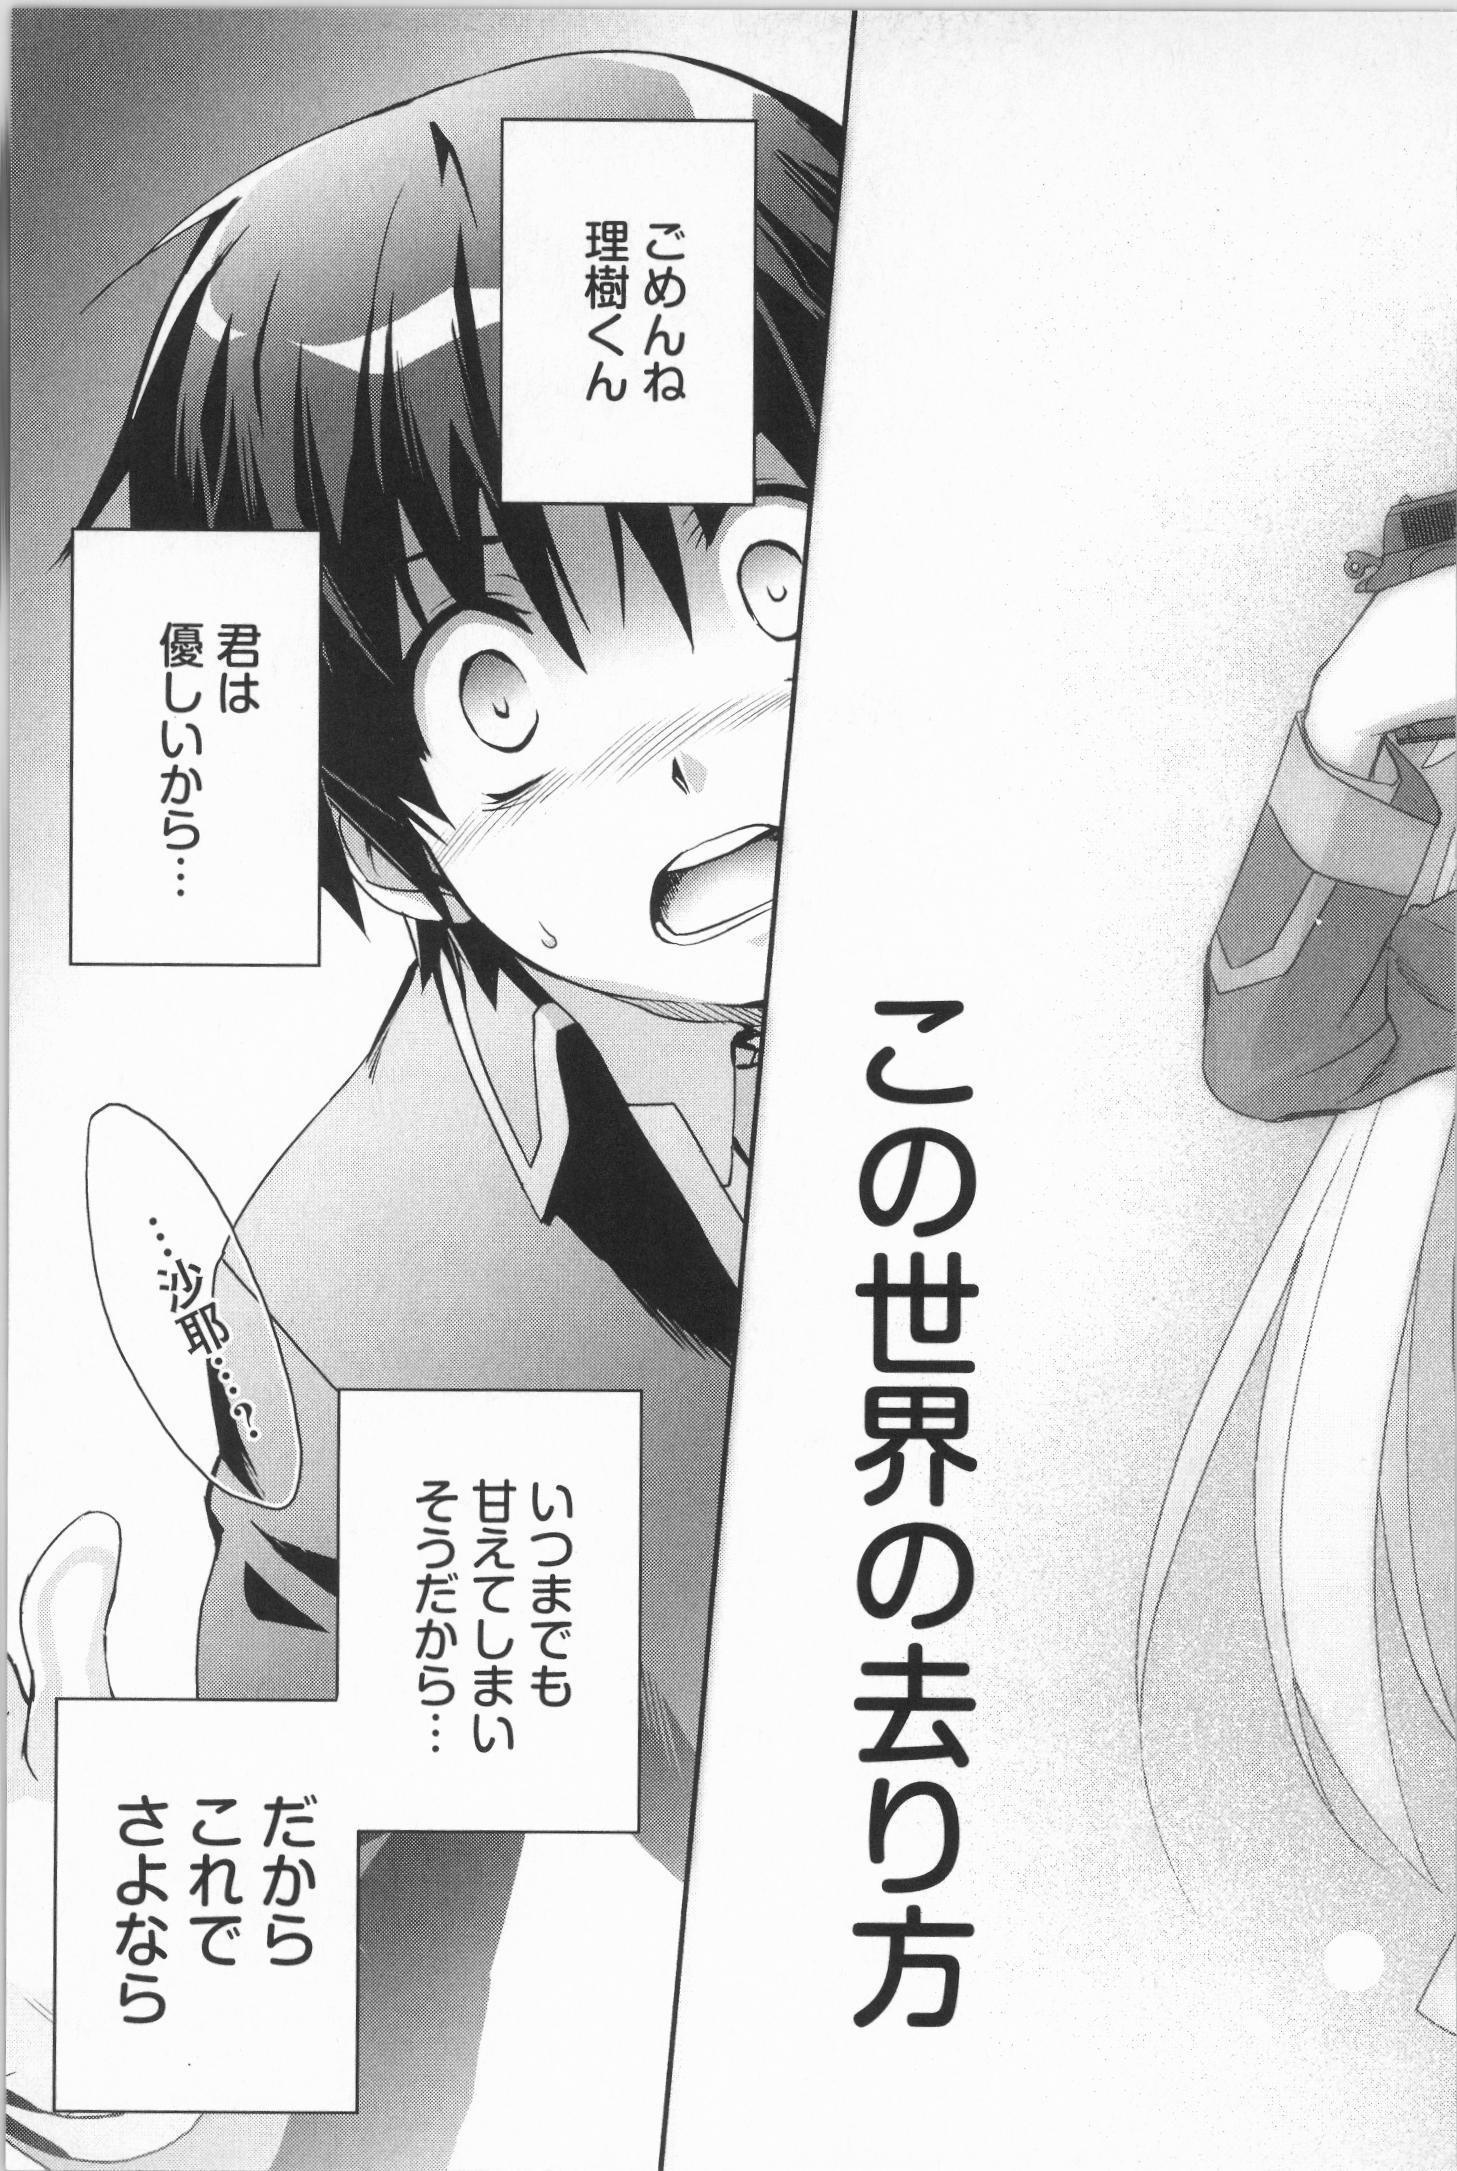 この世界の去り方
ごめんね
理樹くん
君は
優しいから…
…沙耶……?
いつまでも
甘えてしまい
そうだから…
だから
これで
さよなら